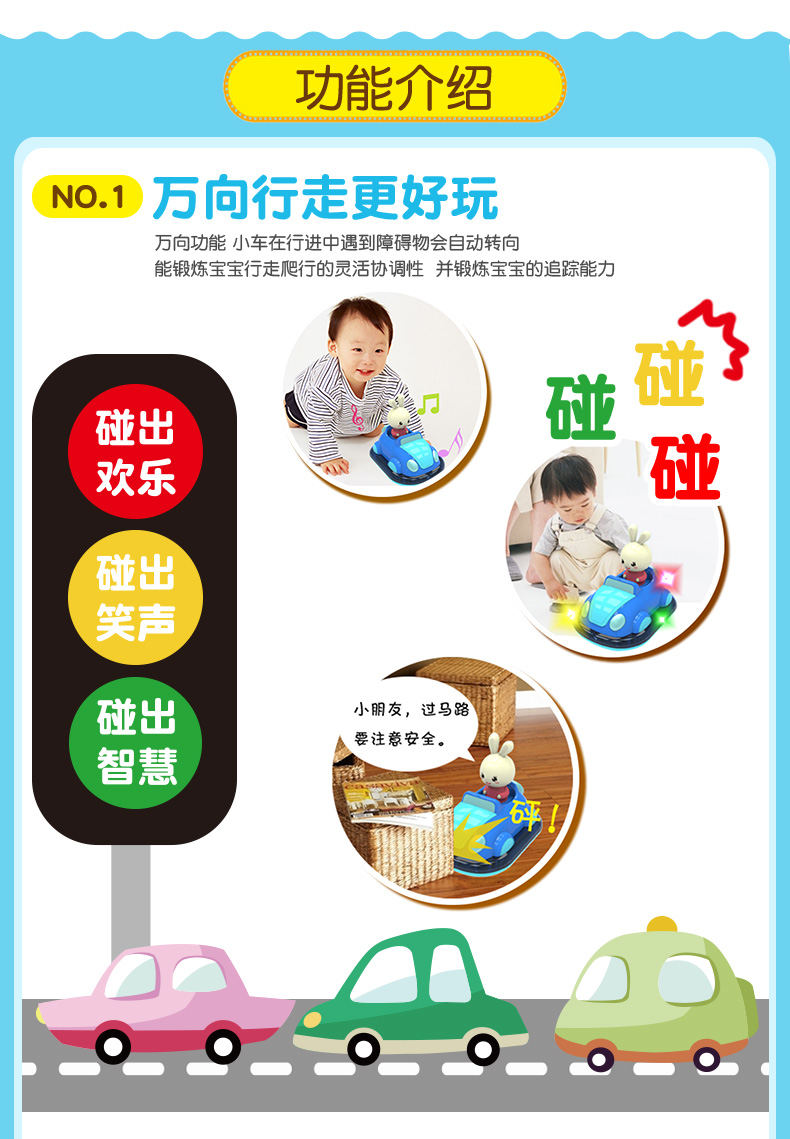 功能介绍
NO.1 万向行走更好玩
万向功能 小车在行进中遇到障碍物会自动转向
能锻炼宝宝行走爬行的灵活协调性 并锻炼宝宝的追踪能力
碰
碰
碰
碰出
欢乐
碰出
笑声
碰出
智慧
小朋友，过马路
要注意安全。
砰！